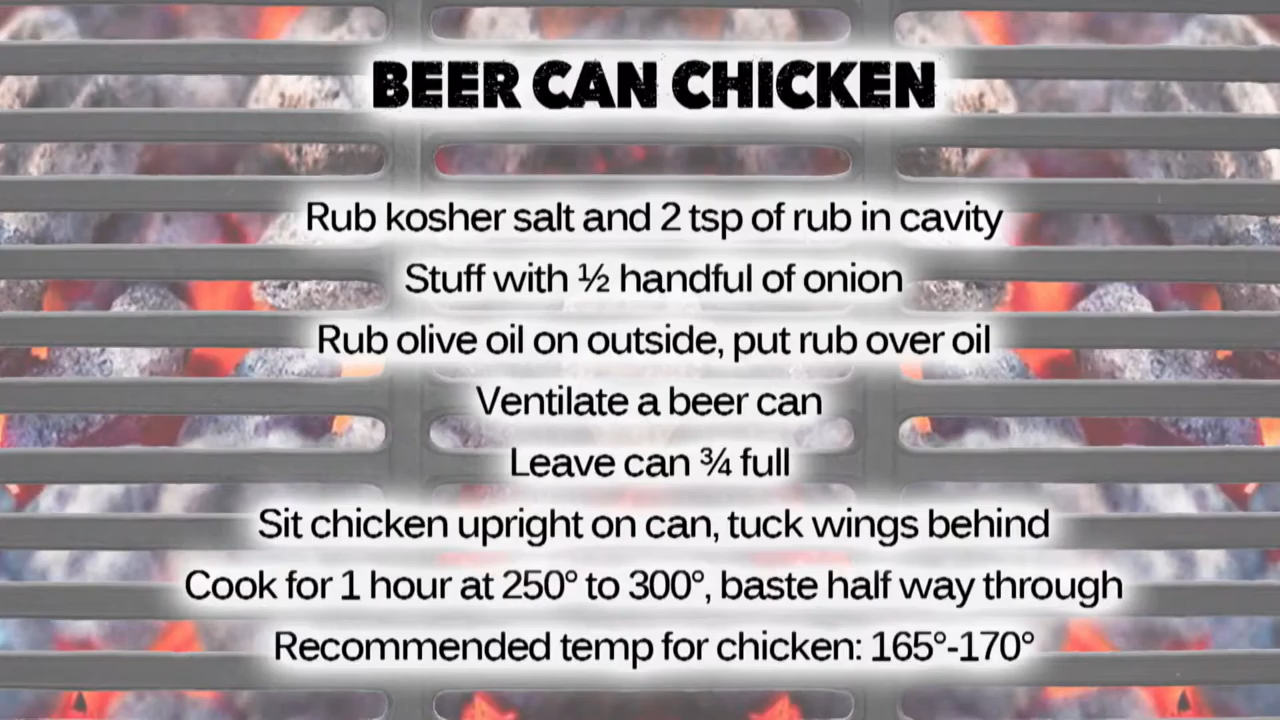 BEER CAN CHICKEN
Rub kosher salt and 2 tsp of rub in cavity
Stuff with ½ handful of onion
Rub olive oil on outside, put rub over oil
Ventilate a beer can
Leave can ¾ full
Sit chicken upright on can, tuck wings behind
Cook for 1 hour at 250° to 300°, baste half way through
Recommended temp for chicken: 165°-170°